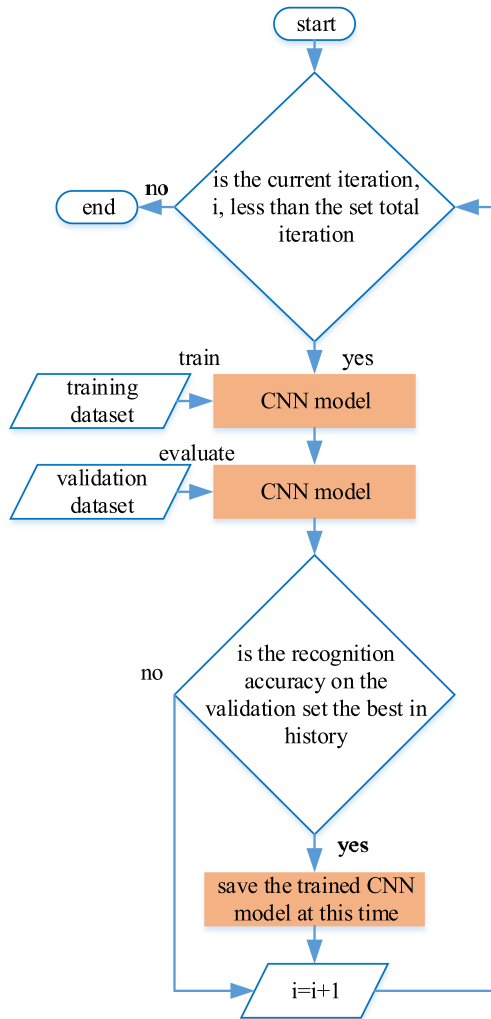 start
is the current iteration,
i, less than the set total
iteration
no
end
yes
train
training
dataset
CNN model
evaluate
validation
dataset
CNN model
is the recognition
accuracy on the
validation set the best in
history
no
yes
save the trained CNN
model at this time
i=i+1